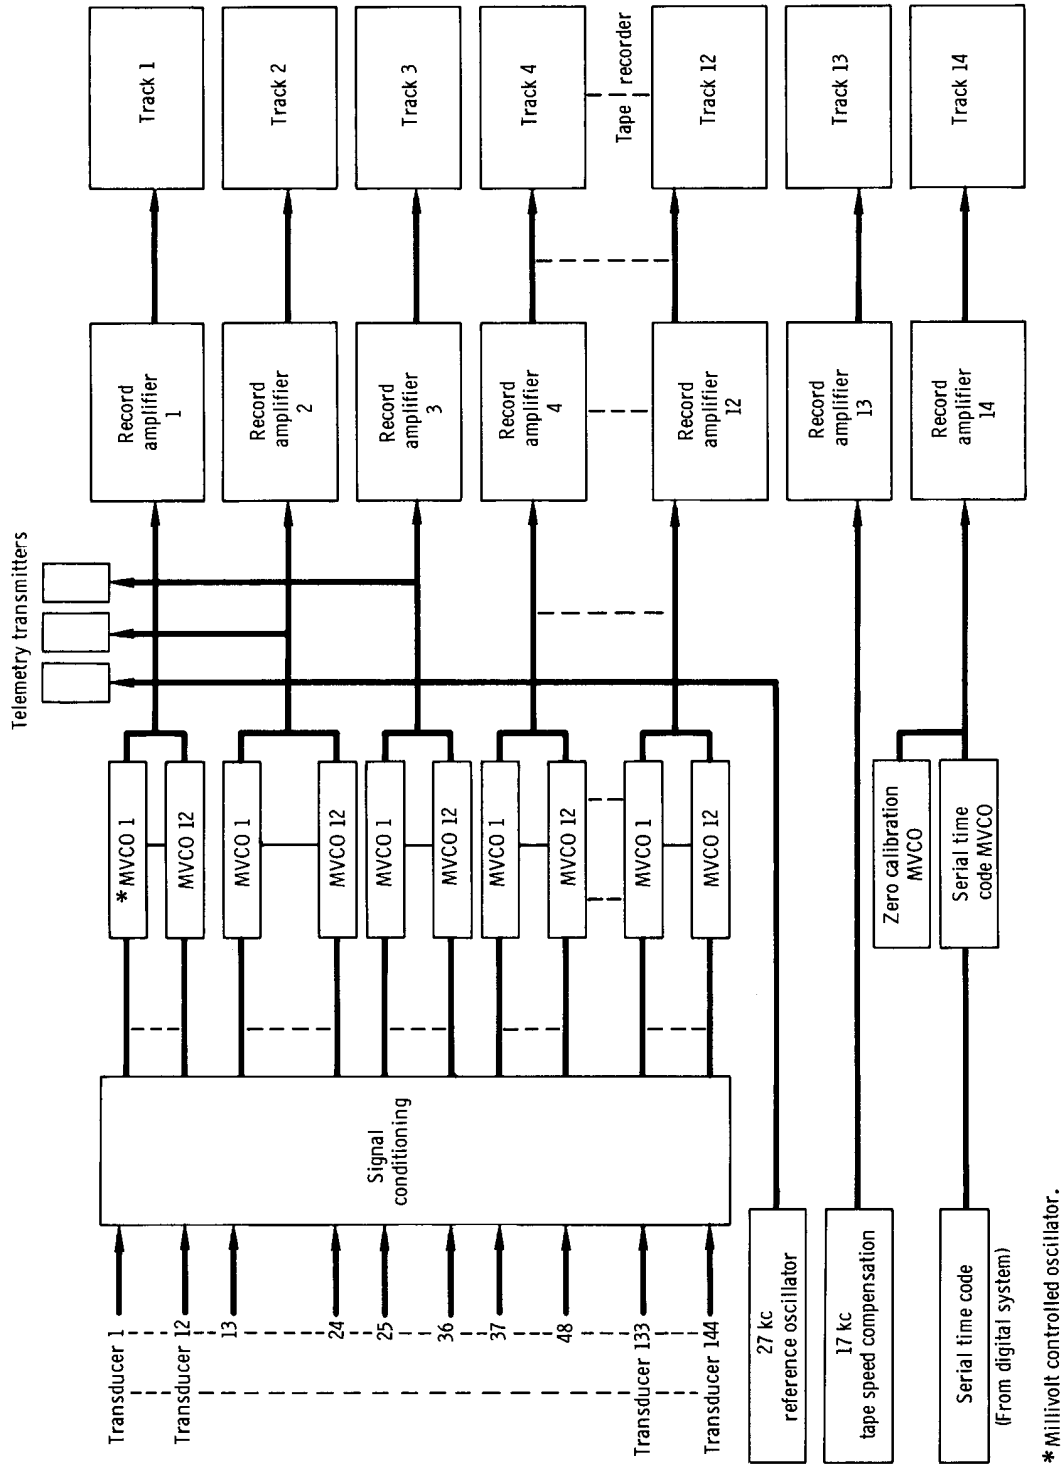 Telemetry transmitters
Transducer 1
Transducer 12
13
24
25
36
37
48
Transducer 133
Transducer 144
Signal
conditioning
* MVCO 1
MVCO 12
MVCO 1
MVCO 12
MVCO 1
MVCO 12
MVCO 1
MVCO 12
MVCO 1
MVCO 12
Record
amplifier
1
Record
amplifier
2
Record
amplifier
3
Record
amplifier
4
Record
amplifier
12
Record
amplifier
13
Record
amplifier
14
Track 1
Track 2
Track 3
Track 4
Tape recorder
Track 12
Track 13
Track 14
27 kc
reference oscillator
17 kc
tape speed compensation
Zero calibration
MVCO
Serial time
code MVCO
Serial time code
(From digital system)
* Millivolt controlled oscillator.